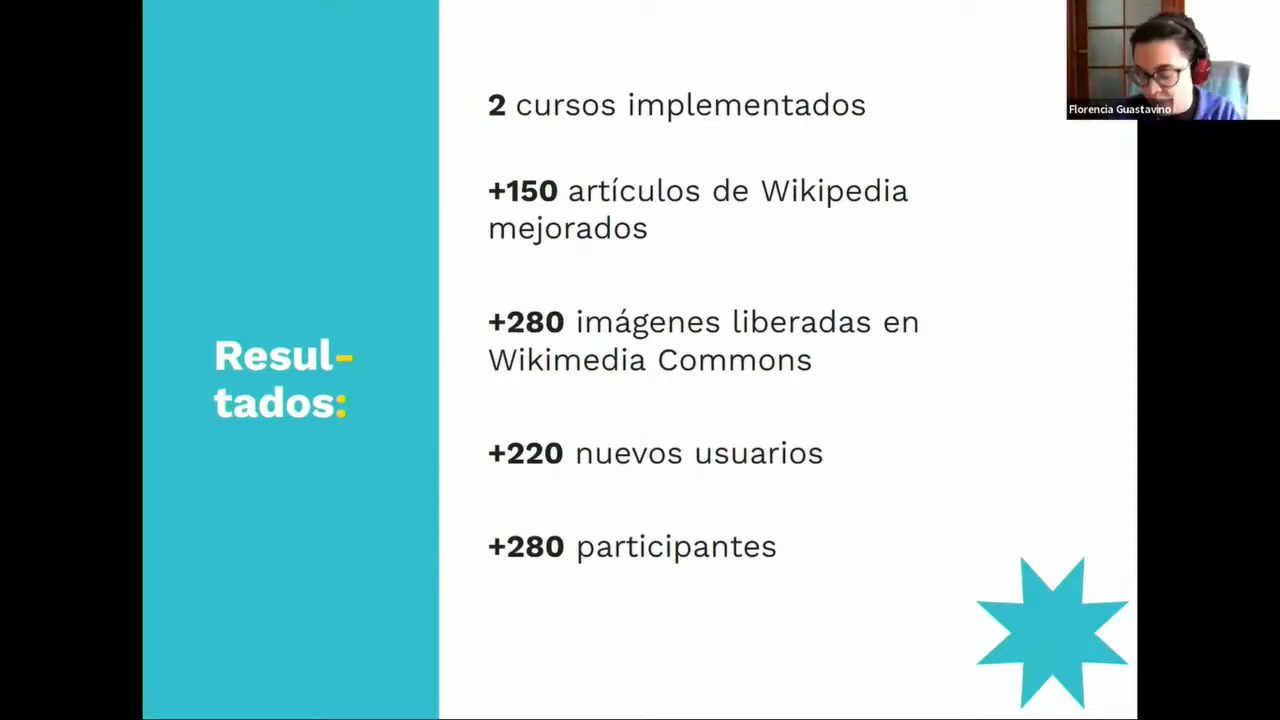 Resul-
tados:
2 cursos implementados
+150 artículos de Wikipedia
mejorados
+280 imágenes liberadas en
Wikimedia Commons
+220 nuevos usuarios
+280 participantes
Florencia Guastavino